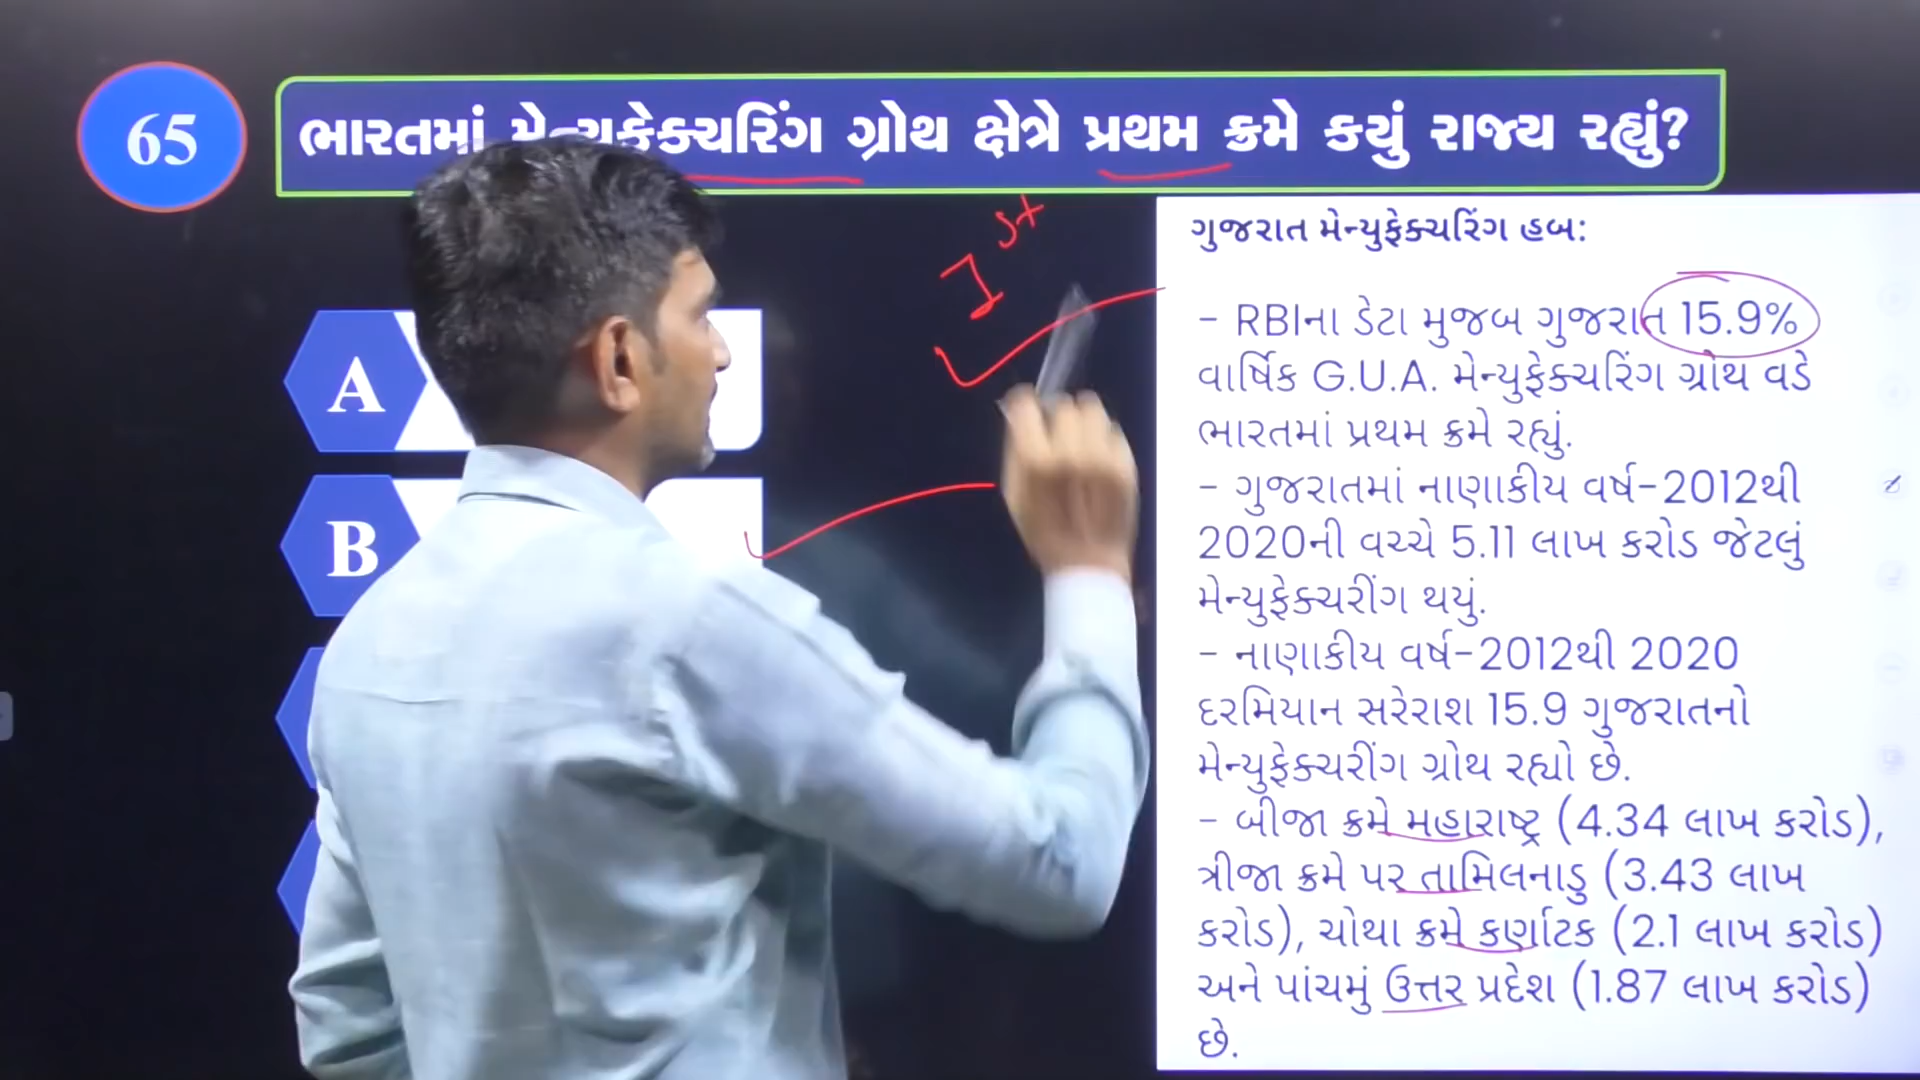 65
ભારતમાં મેન્યુફેક્ચરિંગ ગ્રોથ ક્ષેત્રે પ્રથમ ક્રમે કયું રાજ્ય રહ્યું?
1st
A
B
ગુજરાત મેન્યુફેક્ચરિંગ હબ:
- RBIના ડેટા મુજબ ગુજરાત 15.9%
વાર્ષિક G.U.A. મેન્યુફેક્ચરિંગ ગ્રોથ વડે
ભારતમાં પ્રથમ ક્રમે રહ્યું.
- ગુજરાતમાં નાણાકીય વર્ષ-2012થી
2020ની વચ્ચે 5.11 લાખ કરોડ જેટલું
મેન્યુફેક્ચરીંગ થયું.
- નાણાકીય વર્ષ-2012થી 2020
દરમિયાન સરેરાશ 15.9 ગુજરાતનો
મેન્યુફેક્ચરીંગ ગ્રોથ રહ્યો છે.
- બીજા ક્રમે મહારાષ્ટ્ર (4.34 લાખ કરોડ),
ત્રીજા ક્રમે પર તામિલનાડુ (3.43 લાખ
કરોડ), ચોથા ક્રમે કર્ણાટક (2.1 લાખ કરોડ)
અને પાંચમું ઉત્તર પ્રદેશ (1.87 લાખ કરોડ)
છે.